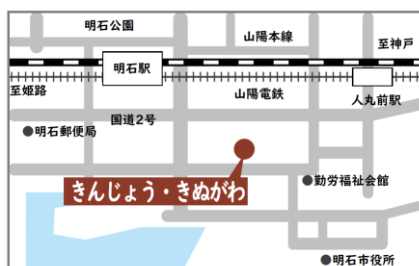 明石公園
山陽本線
至神戸
明石駅
至姫路
山陽電鉄
人丸前駅
国道2号
●明石郵便局
きんじょう・きぬがわ
●勤労福祉会館
●明石市役所